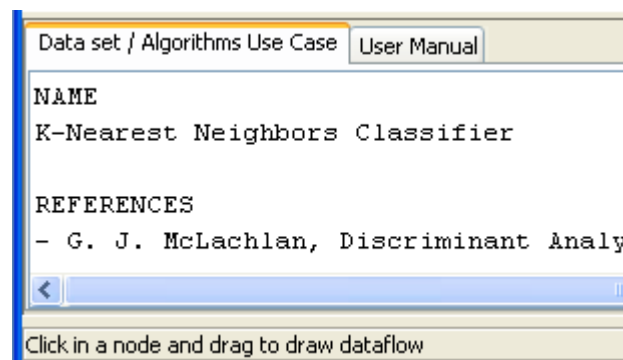 Data set / Algorithms Use Case User Manual
NAME
K-Nearest Neighbors Classifier
REFERENCES
- G. J. McLachlan, Discriminant Analy
Click in a node and drag to draw dataflow